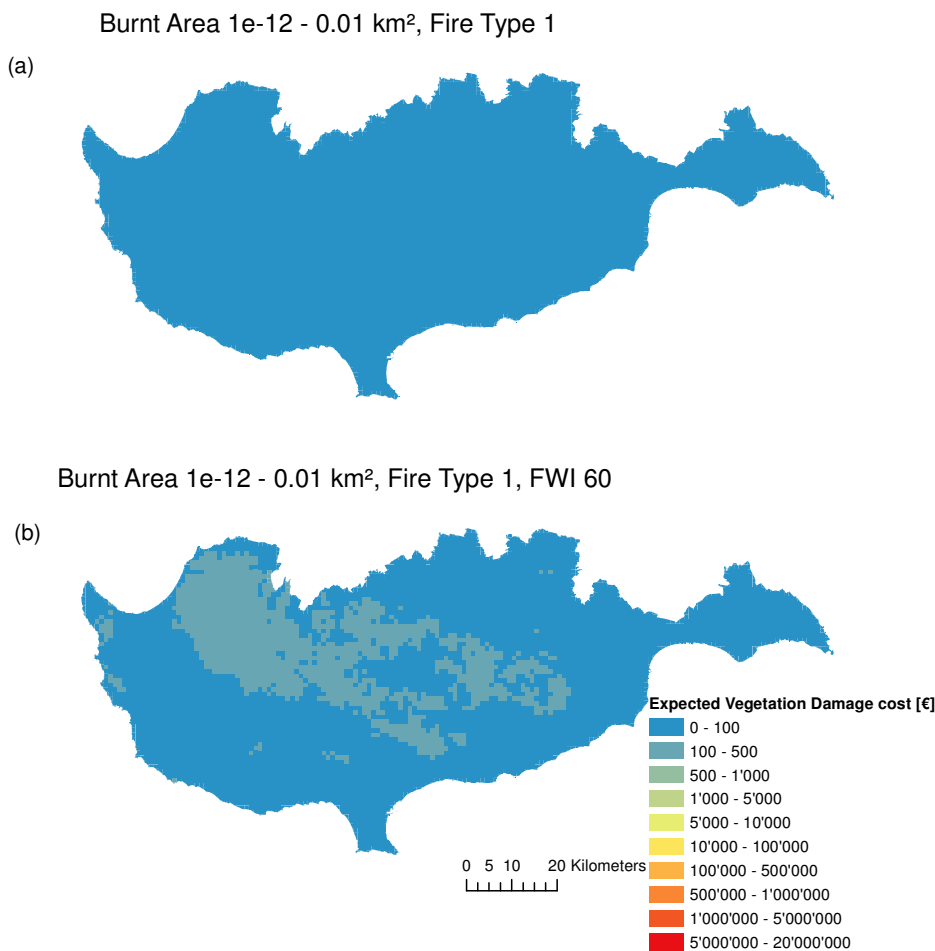 Burnt Area 1e-12 - 0.01 km², Fire Type 1
(a)
Burnt Area 1e-12 - 0.01 km², Fire Type 1, FWI 60
(b)
Expected Vegetation Damage cost [€]
0 - 100
100 - 500
500 - 1'000
1'000 - 5'000
5'000 - 10'000
10'000 - 100'000
100'000 - 500'000
500'000 - 1'000'000
1'000'000 - 5'000'000
5'000'000 - 20'000'000
0 5 10 20 Kilometers